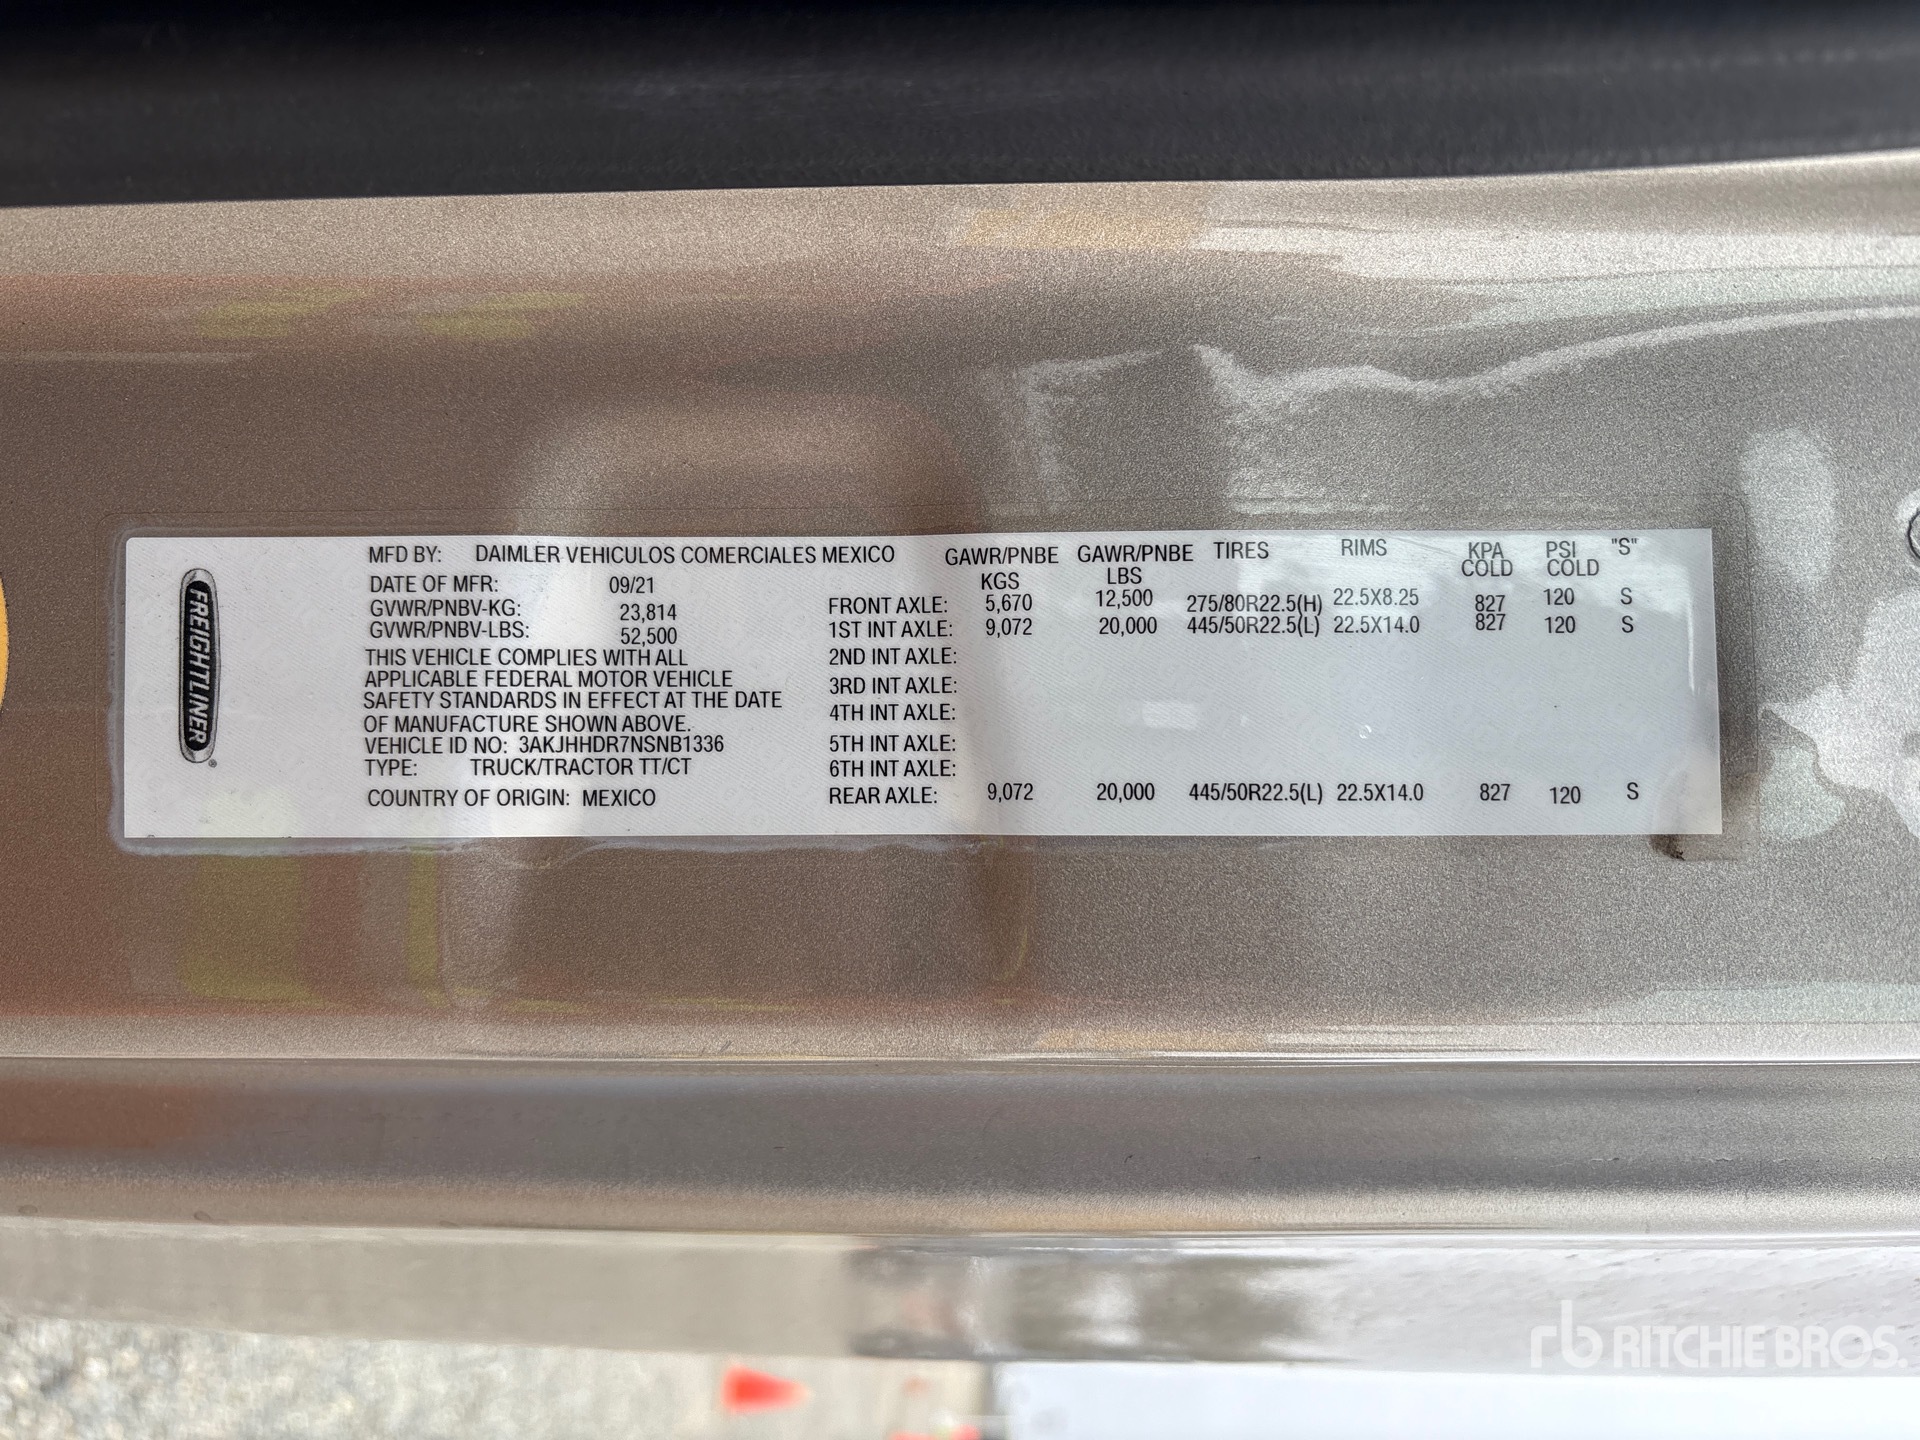 FREIGHTLINER®
MFD BY: DAIMLER VEHICULOS COMERCIALES MEXICO
DATE OF MFR: 09/21
GVWR/PNBV-KG: 23,814
GVWR/PNBV-LBS: 52,500
THIS VEHICLE COMPLIES WITH ALL
APPLICABLE FEDERAL MOTOR VEHICLE
SAFETY STANDARDS IN EFFECT AT THE DATE
OF MANUFACTURE SHOWN ABOVE.
VEHICLE ID NO: 3AKJHHDR7NSNB1336
TYPE: TRUCK/TRACTOR TT/CT
COUNTRY OF ORIGIN: MEXICO
GAWR/PNBE GAWR/PNBE TIRES RIMS KPA PSI "S"
KGS LBS COLD COLD
FRONT AXLE: 5,670 12,500 275/80R22.5(H) 22.5X8.25 827 120 S
1ST INT AXLE: 9,072 20,000 445/50R22.5(L) 22.5X14.0 827 120 S
2ND INT AXLE:
3RD INT AXLE:
4TH INT AXLE:
5TH INT AXLE:
6TH INT AXLE:
REAR AXLE: 9,072 20,000 445/50R22.5(L) 22.5X14.0 827 120 S
rb RITCHIE BROS.